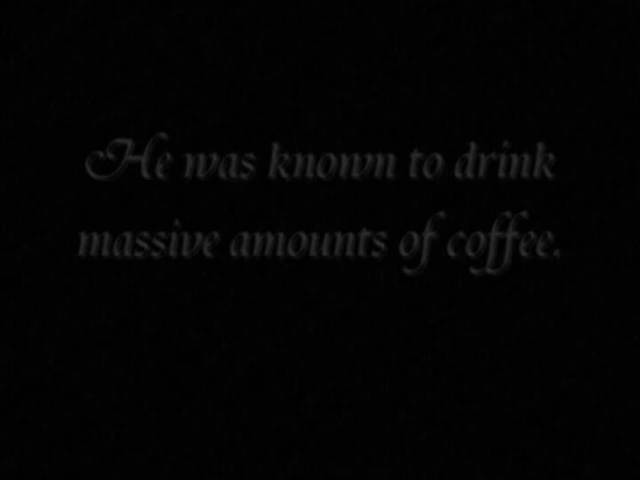 He was known to drink
massive amounts of coffee.